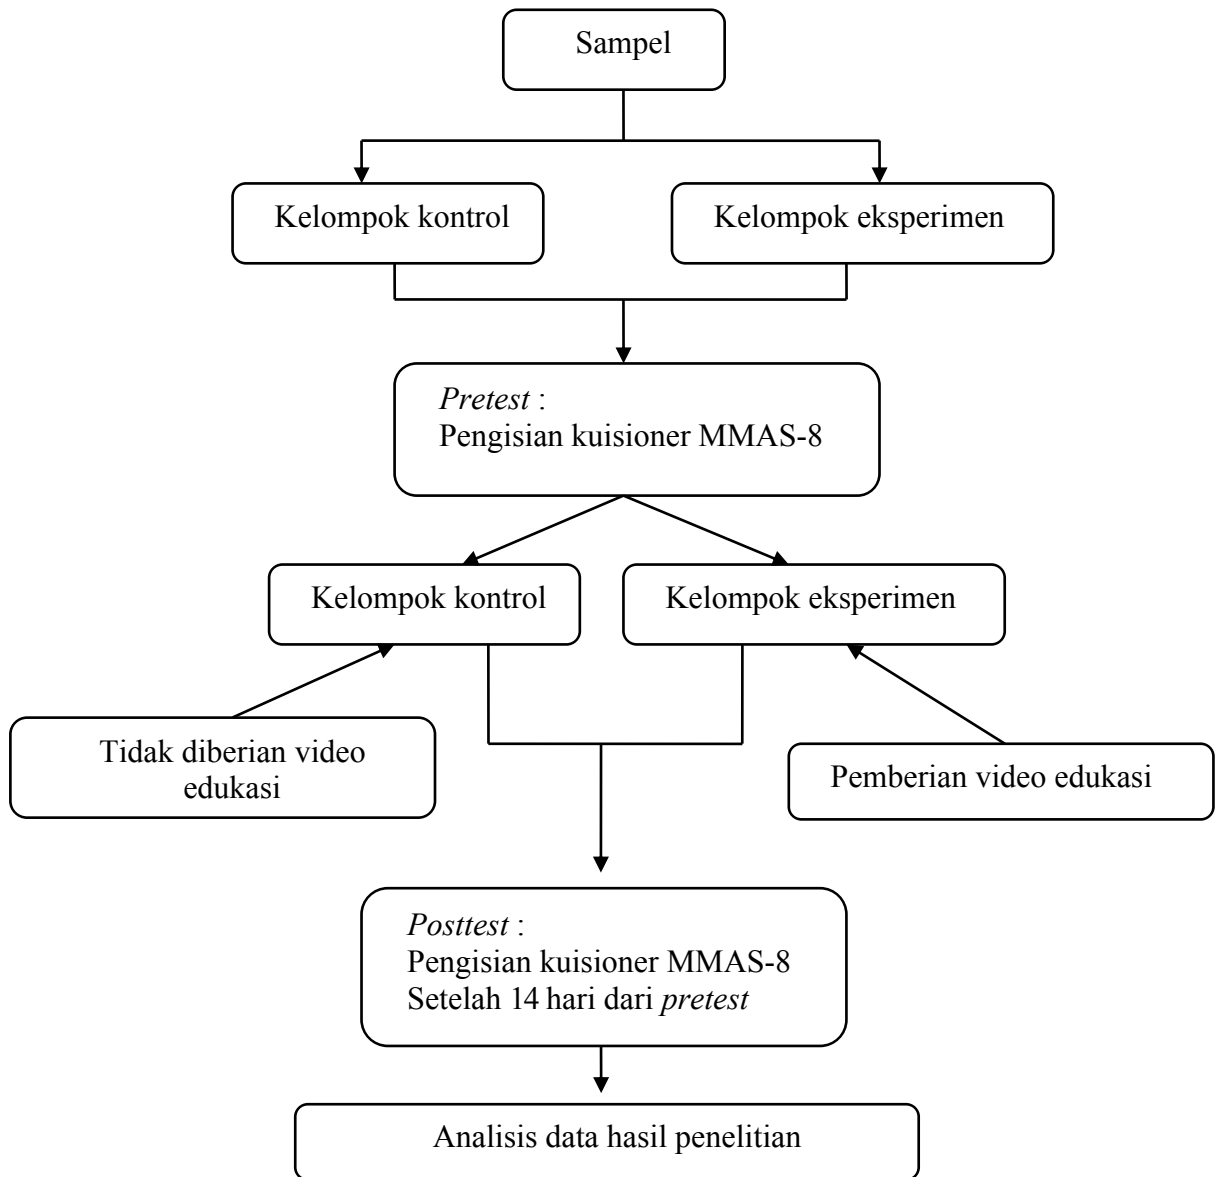 Sampel
Kelompok kontrol
Kelompok eksperimen
Pretest :
Pengisian kuisioner MMAS-8
Kelompok kontrol
Kelompok eksperimen
Tidak diberian video
edukasi
Pemberian video edukasi
Posttest :
Pengisian kuisioner MMAS-8
Setelah 14 hari dari pretest
Analisis data hasil penelitian